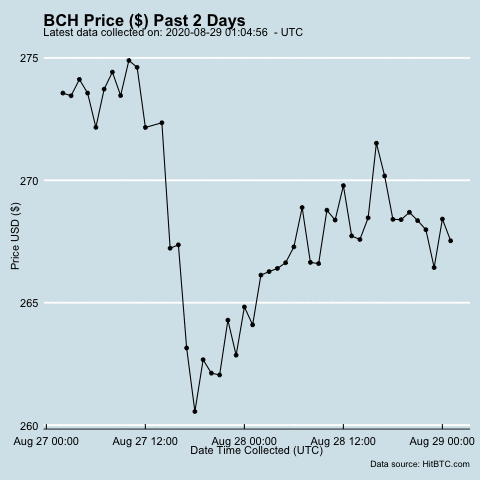 BCH Price ($) Past 2 Days
Latest data collected on: 2020-08-29 01:04:56 - UTC
275
270
265
260
Price USD ($)
Aug 27 00:00 Aug 27 12:00 Aug 28 00:00 Aug 28 12:00 Aug 29 00:00
Date Time Collected (UTC)
Data source: HitBTC.com